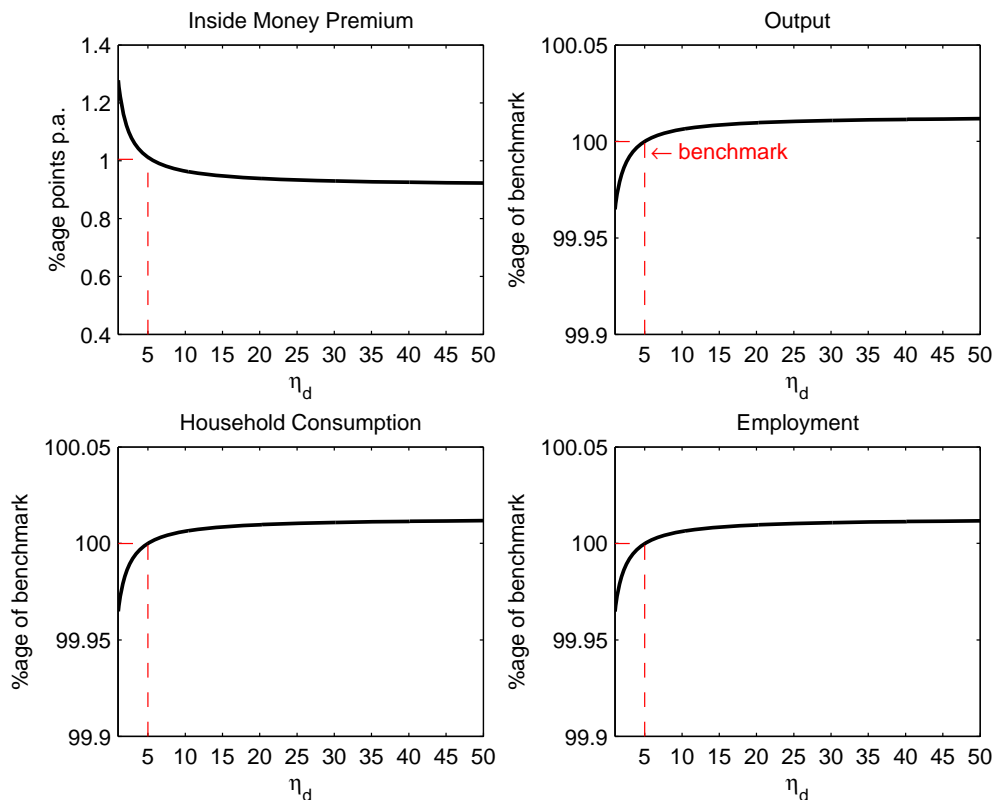 Inside Money Premium
%age points p.a.
1.4
1.2
1
0.8
0.6
0.4
5 10 15 20 25 30 35 40 45 50
η_d
Output
%age of benchmark
100.05
100
99.95
99.9
← benchmark
5 10 15 20 25 30 35 40 45 50
η_d
Household Consumption
%age of benchmark
100.05
100
99.95
99.9
5 10 15 20 25 30 35 40 45 50
η_d
Employment
%age of benchmark
100.05
100
99.95
99.9
5 10 15 20 25 30 35 40 45 50
η_d